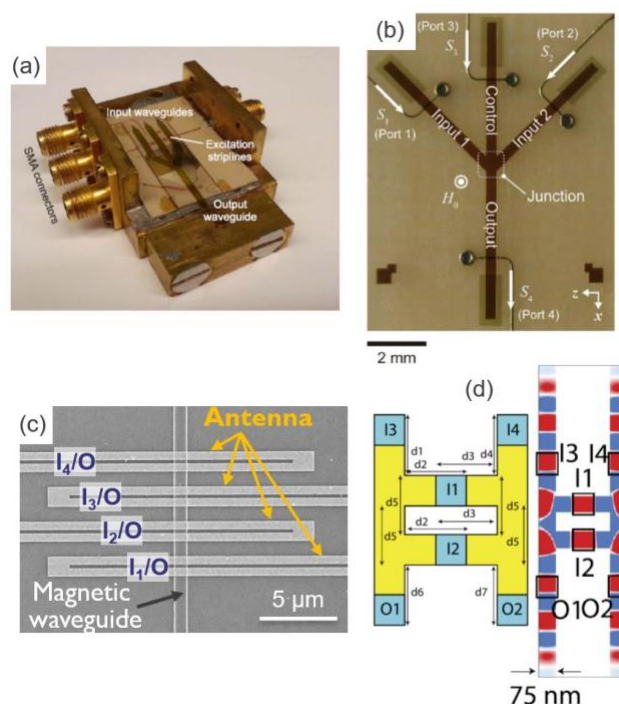 (a)
Input waveguides
Excitation
striplines
SMA connectors
Output
waveguide
(b)
(Port 3)
S3
(Port 2)
S2
S1
(Port 1)
Input 1
Control
Input 2
H0
Junction
Output
S4
(Port 4)
z
x
2 mm
(c)
Antenna
I4/O
I3/O
I2/O
I1/O
Magnetic
waveguide
5 μm
(d)
I3
I4
d1
d2
d3
d4
I1
d5
d5
d2
d3
d5
d5
I2
d6
d7
O1
O2
I3 I4
I1
I2
O1 O2
75 nm